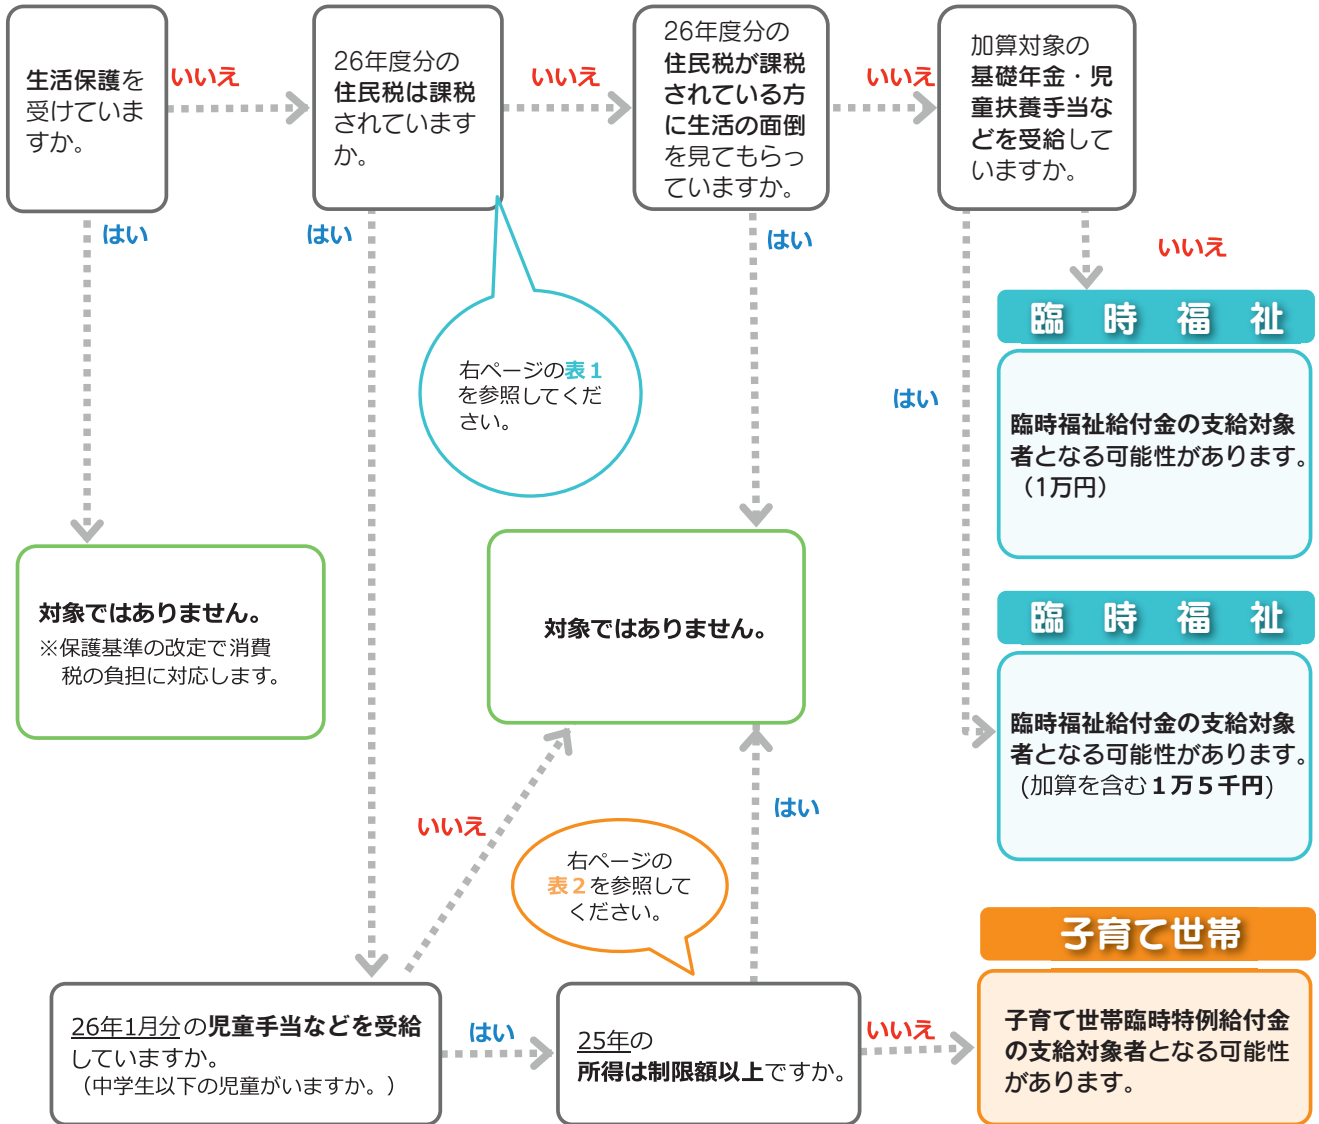 生活保護を
受けていま
すか。
いいえ
はい
26年度分の
住民税は課税
されています
か。
いいえ
はい
26年度分の
住民税が課税
されている方
に生活の面倒
を見てもらっ
ていますか。
いいえ
はい
加算対象の
基礎年金・児
童扶養手当な
どを受給して
いますか。
いいえ
はい
右ページの表１
を参照してくだ
さい。
臨時福祉
臨時福祉給付金の支給対象
者となる可能性があります。
（1万円）
対象ではありません。
※保護基準の改定で消費
税の負担に対応します。
対象ではありません。
臨時福祉
臨時福祉給付金の支給対象
者となる可能性があります。
(加算を含む１万５千円)
いいえ
はい
右ページの
表２を参照して
ください。
26年1月分の児童手当などを受給
していますか。
（中学生以下の児童がいますか。）
はい
25年の
所得は制限額以上ですか。
いいえ
子育て世帯
子育て世帯臨時特例給付金
の支給対象者となる可能性
があります。